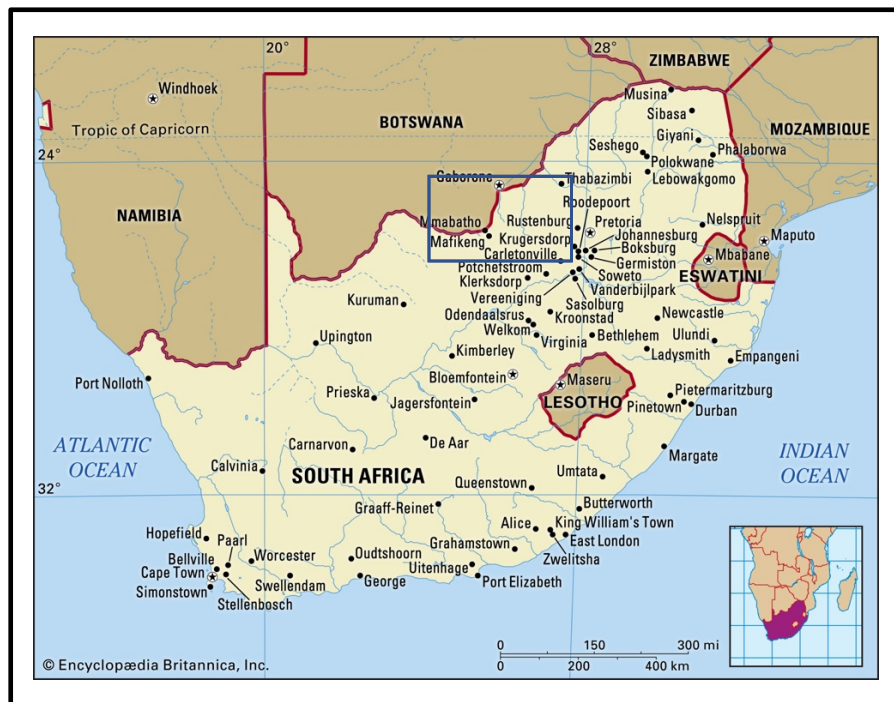 20°
28°
ZIMBABWE
Windhoek
Musina
Tropic of Capricorn
BOTSWANA
Sibasa
MOZAMBIQUE
Giyani
Seshego
Phalaborwa
24°
Polokwane
Gaborone
Thabazimbi
Lebowakgomo
NAMIBIA
Roodepoort
Mmabatho
Rustenburg
Pretoria
Nelspruit
Johannesburg
Maputo
Mafikeng
Krugersdorp
Boksburg
Carletonville
Germiston
Mbabane
Potchefstroom
Soweto
ESWATINI
Klerksdorp
Vanderbijlpark
Vereeniging
Kuruman
Sasolburg
Odendaalsrus
Kroonstad
Newcastle
Welkom
Upington
Virginia
Bethlehem
Ulundi
Kimberley
Ladysmith
Empangeni
Port Nolloth
Bloemfontein
Maseru
Prieska
Pietermaritzburg
Jagersfontein
LESOTHO
Pinetown
Durban
ATLANTIC
OCEAN
Carnarvon
De Aar
Margate
INDIAN
OCEAN
Calvinia
SOUTH AFRICA
Umtata
Queenstown
32°
Graaff-Reinet
Butterworth
Hopefield
Alice
King William's Town
Paarl
Grahamstown
East London
Bellville
Worcester
Oudtshoorn
Zwelitsha
Cape Town
Uitenhage
Simonstown
Swellendam
George
Port Elizabeth
Stellenbosch
0 150 300 mi
0 200 400 km
© Encyclopædia Britannica, Inc.